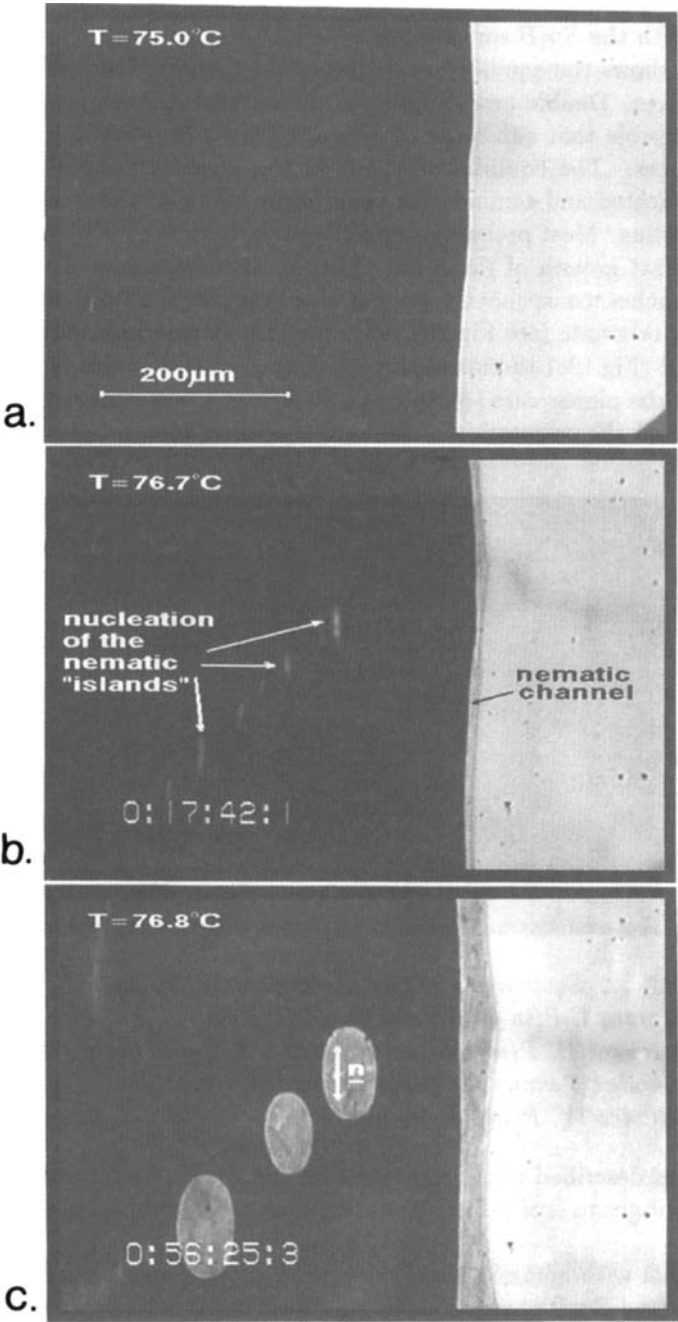 T=75.0°C
200μm
a.
T=76.7°C
nucleation
of the
nematic
"islands"
nematic
channel
0:17:42:1
b.
T=76.8°C
n
0:56:25:3
c.